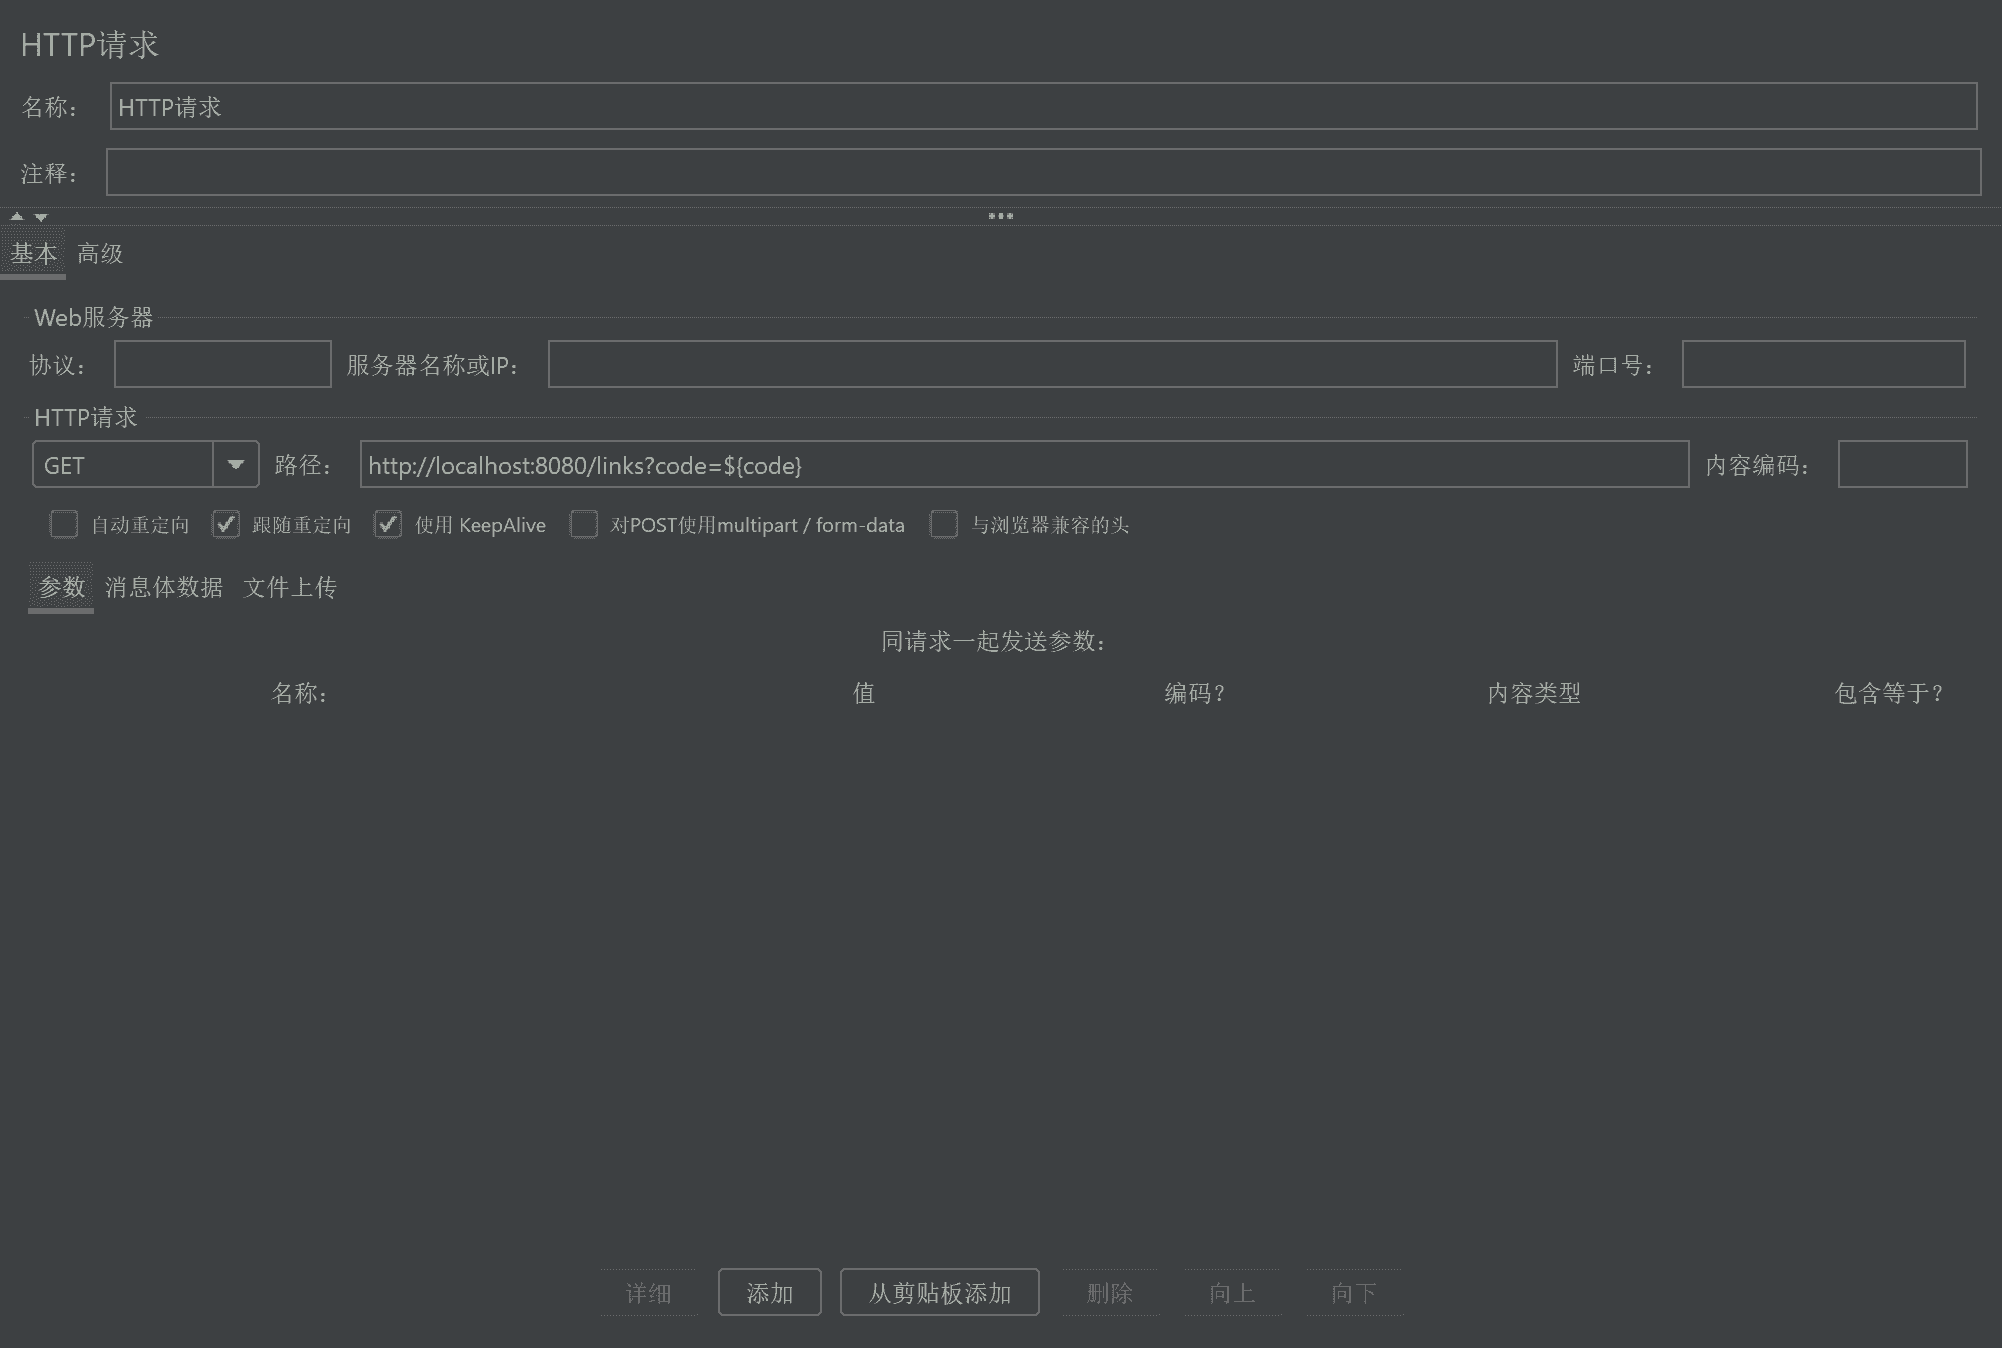 HTTP请求
名称： HTTP请求
注释：
基本 高级
Web服务器
协议： 服务器名称或IP： 端口号：
HTTP请求
GET 路径： http://localhost:8080/links?code=${code} 内容编码：
自动重定向 跟随重定向 使用 KeepAlive 对POST使用multipart / form-data 与浏览器兼容的头
参数 消息体数据 文件上传
同请求一起发送参数：
名称： 值 编码？ 内容类型 包含等于？
详细 添加 从剪贴板添加 删除 向上 向下